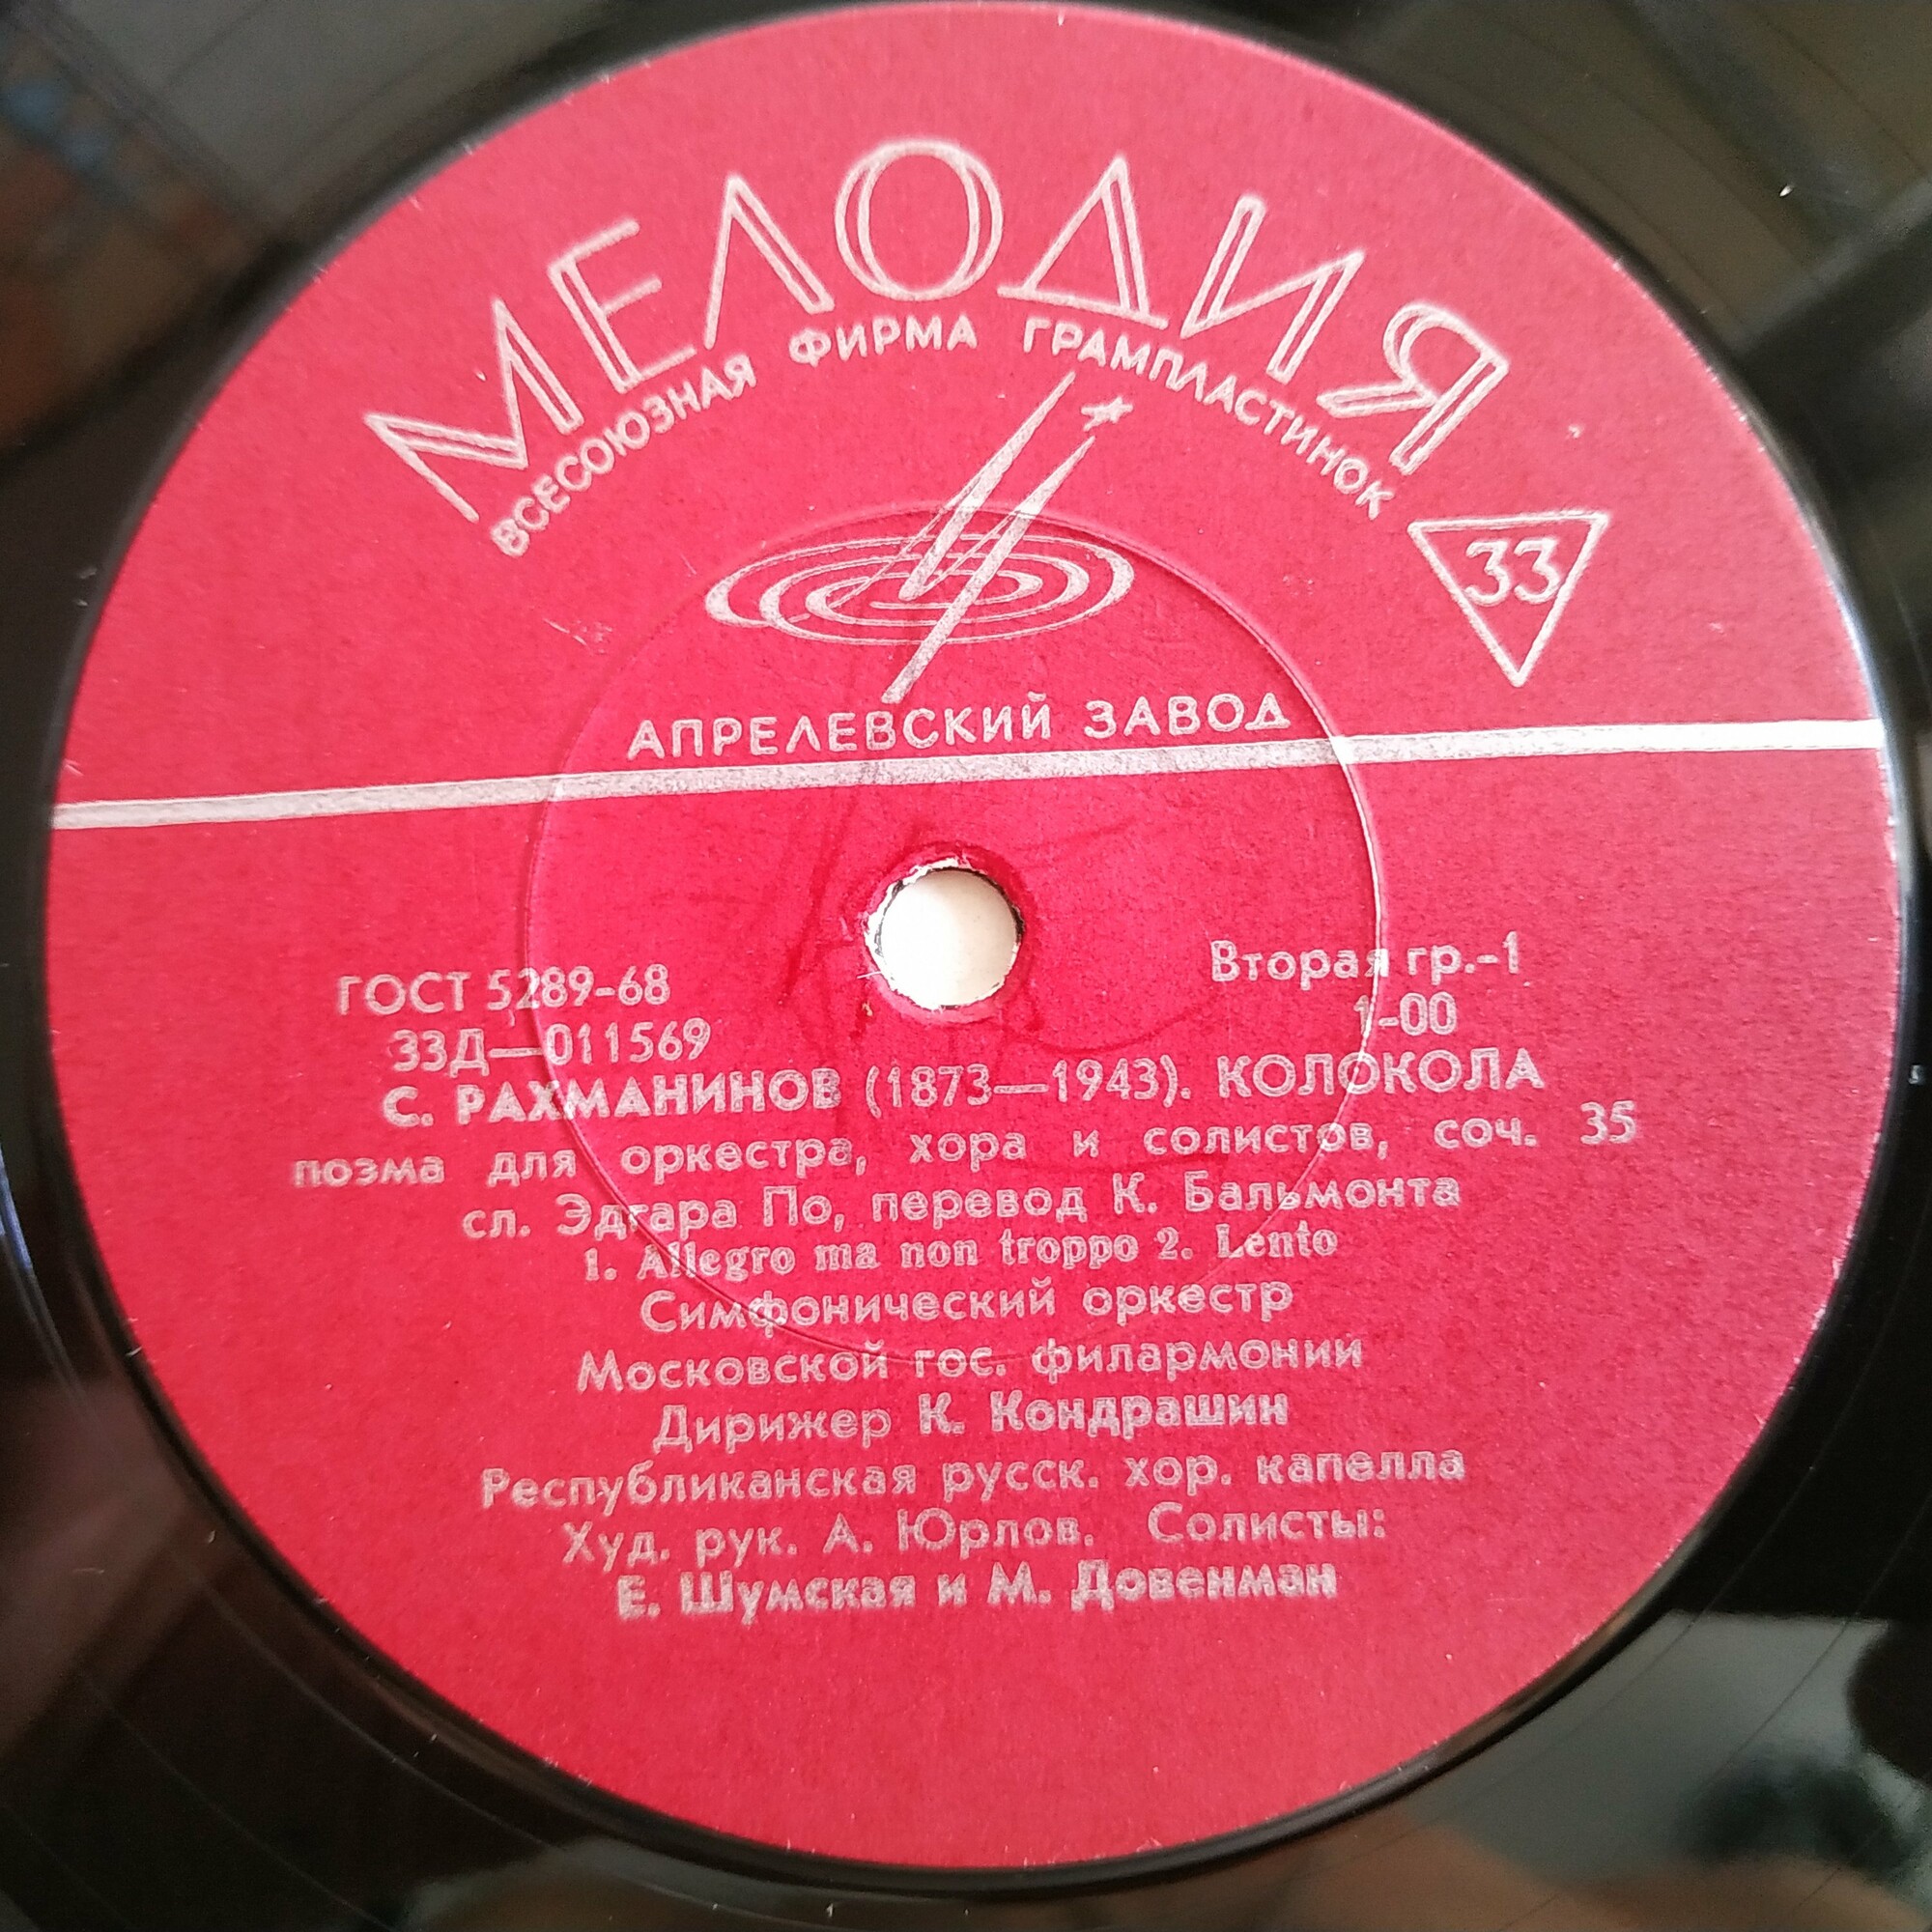 МЕЛОДИЯ
ВСЕСОЮЗНАЯ ФИРМА ГРАМПЛАСТИНОК
33
АПРЕЛЕВСКИЙ ЗАВОД
ГОСТ 5289-68
Вторая гр.-1
33Д—011569
1-00
С. РАХМАНИНОВ (1873—1943). КОЛОКОЛА
поэма для оркестра, хора и солистов, соч. 35
сл. Эдгара По, перевод К. Бальмонта
1. Allegro ma non troppo 2. Lento
Симфонический оркестр
Московской гос. филармонии
Дирижер К. Кондрашин
Республиканская русск. хор. капелла
Худ. рук. А. Юрлов. Солисты:
Е. Шумская и М. Довенман